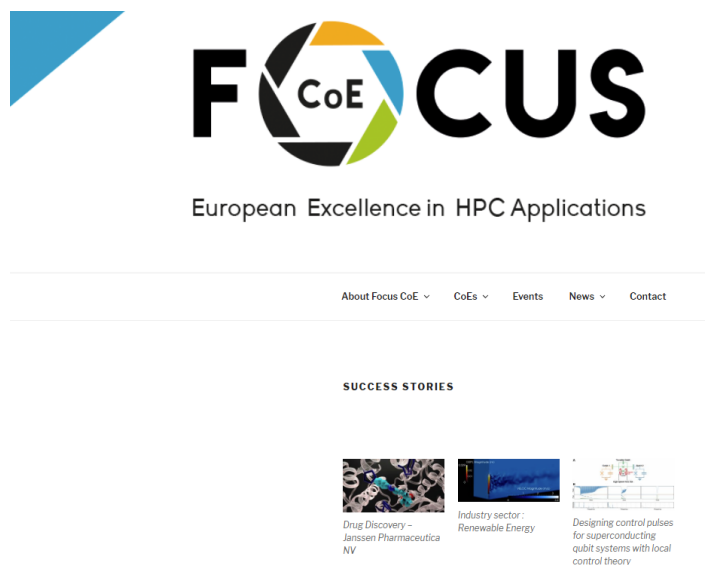 FOCUS
CoE
European Excellence in HPC Applications
About Focus CoE CoEs Events News Contact
SUCCESS STORIES
Drug Discovery –
Janssen Pharmaceutica
NV
Industry sector :
Renewable Energy
Designing control pulses
for superconducting
qubit systems with local
control theory